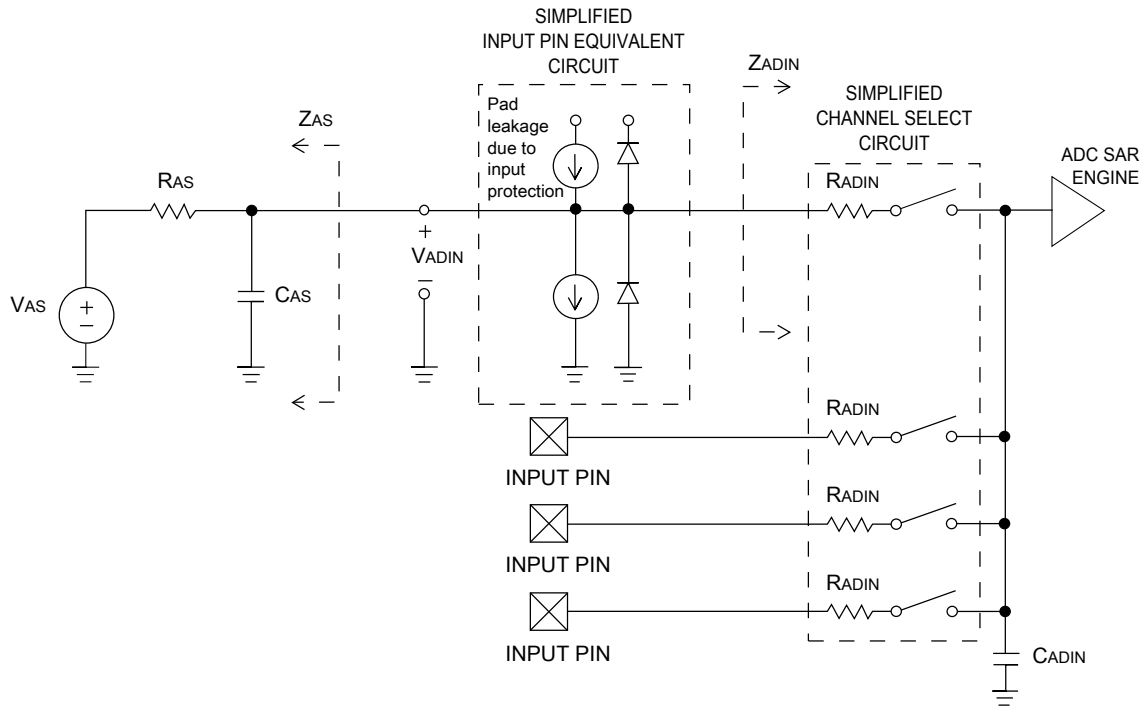 SIMPLIFIED
INPUT PIN EQUIVALENT
CIRCUIT
Pad
leakage
due to
input
protection
ZAS
ZADIN
SIMPLIFIED
CHANNEL SELECT
CIRCUIT
ADC SAR
ENGINE
RAS
RADIN
+
VADIN
−
CAS
VAS
+
−
RADIN
INPUT PIN
RADIN
INPUT PIN
RADIN
INPUT PIN
CADIN